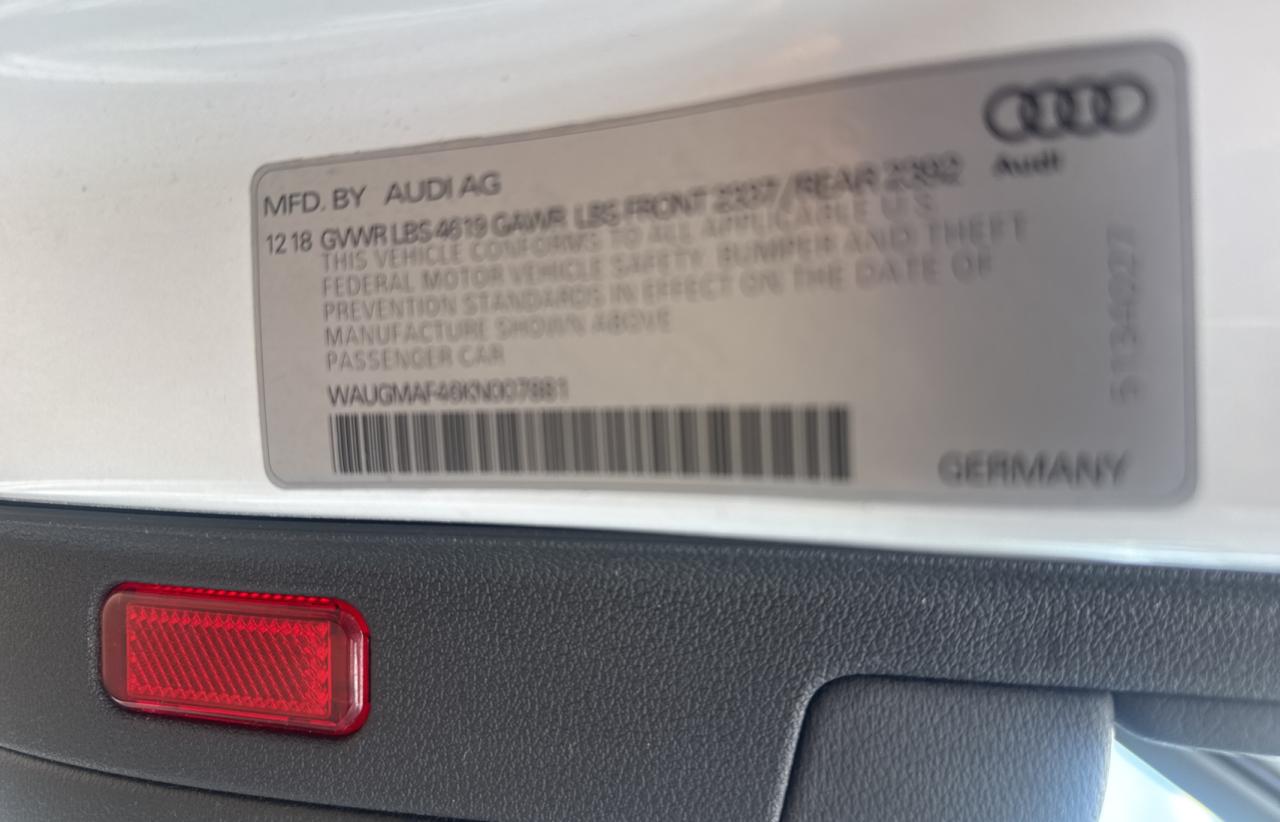 MFD. BY AUDI AG
12 18 GVWR LBS 4619 GAWR LBS FRONT 2337 / REAR 2392
THIS VEHICLE CONFORMS TO ALL APPLICABLE U.S.
FEDERAL MOTOR VEHICLE SAFETY, BUMPER AND THEFT
PREVENTION STANDARDS IN EFFECT ON THE DATE OF
MANUFACTURE SHOWN ABOVE
PASSENGER CAR
WAUGMAF46KN007881
Audi
5134027
GERMANY